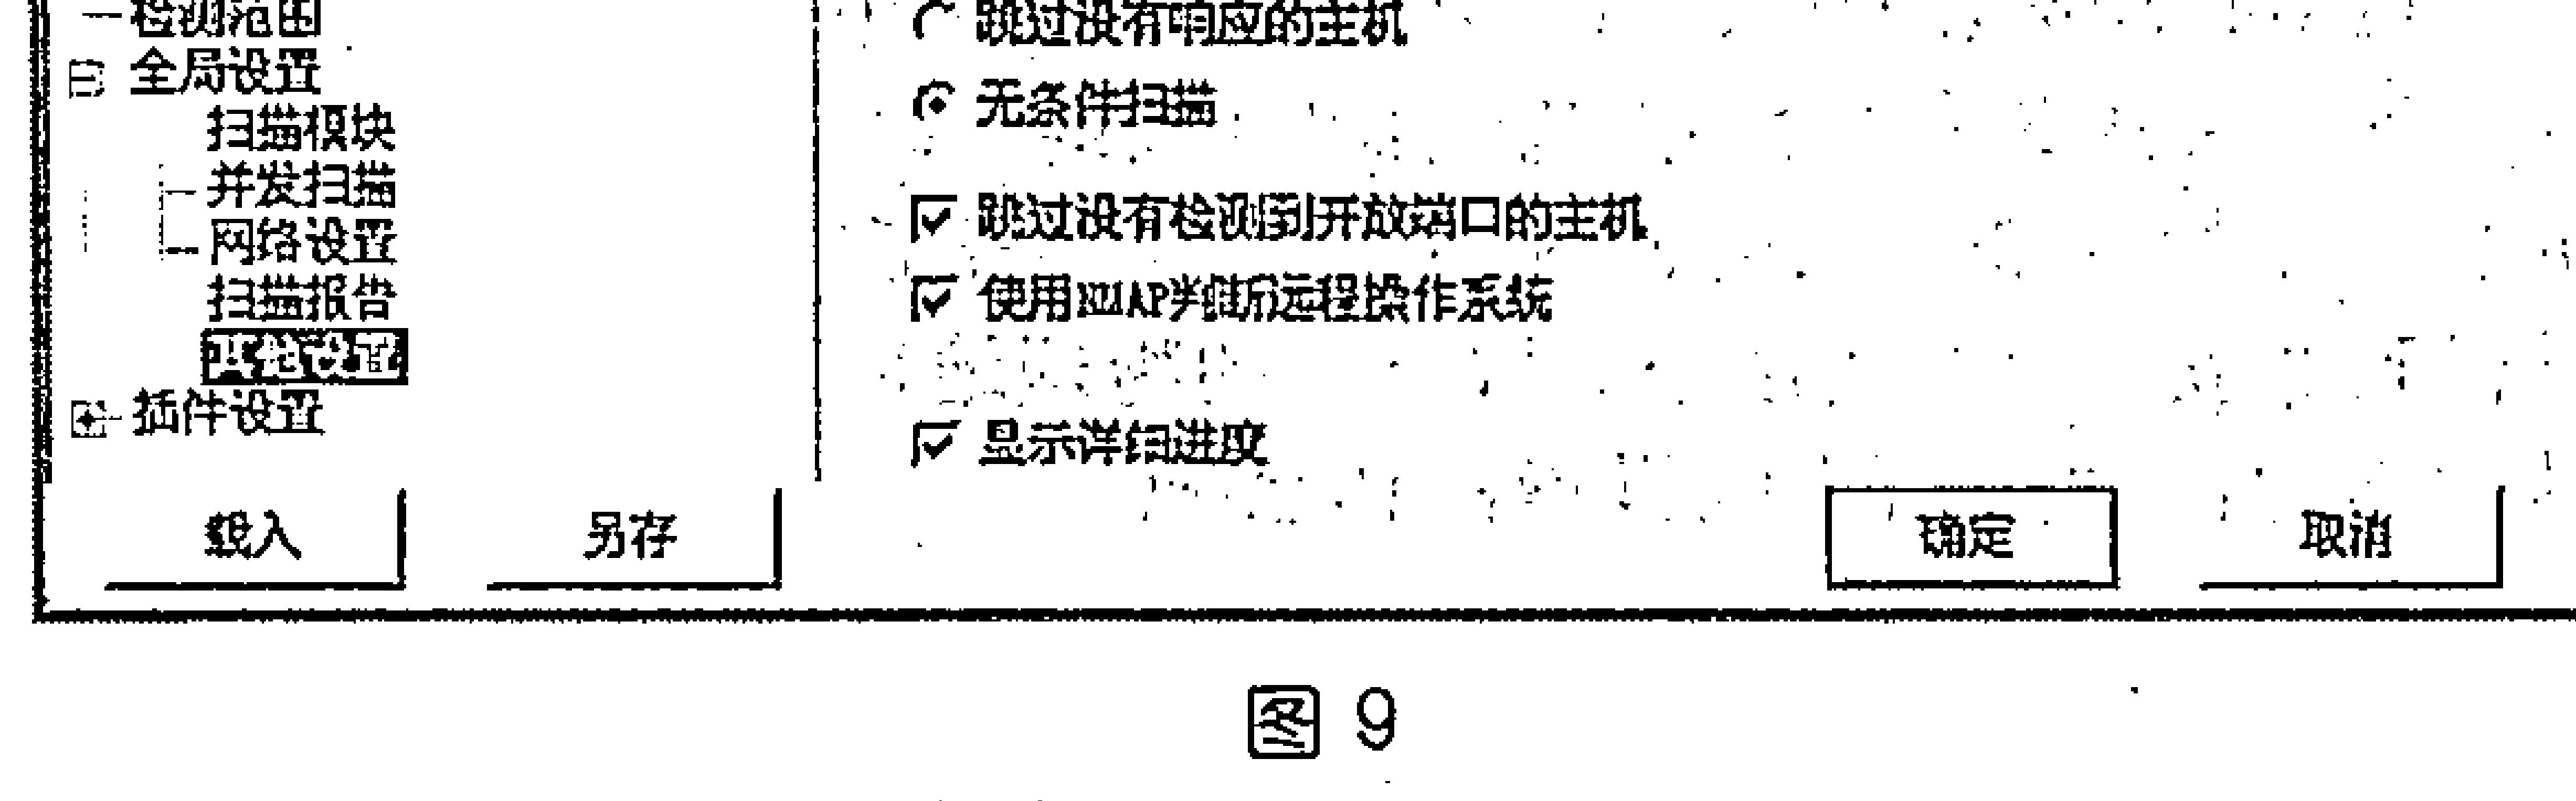 检测范围
全局设置
扫描模块
并发扫描
网络设置
扫描报告
其他设置
插件设置
跳过没有响应的主机
无条件扫描
跳过没有检测到开放端口的主机
使用NMAP判断远程操作系统
显示详细进度
载入
另存
确定
取消
图 9